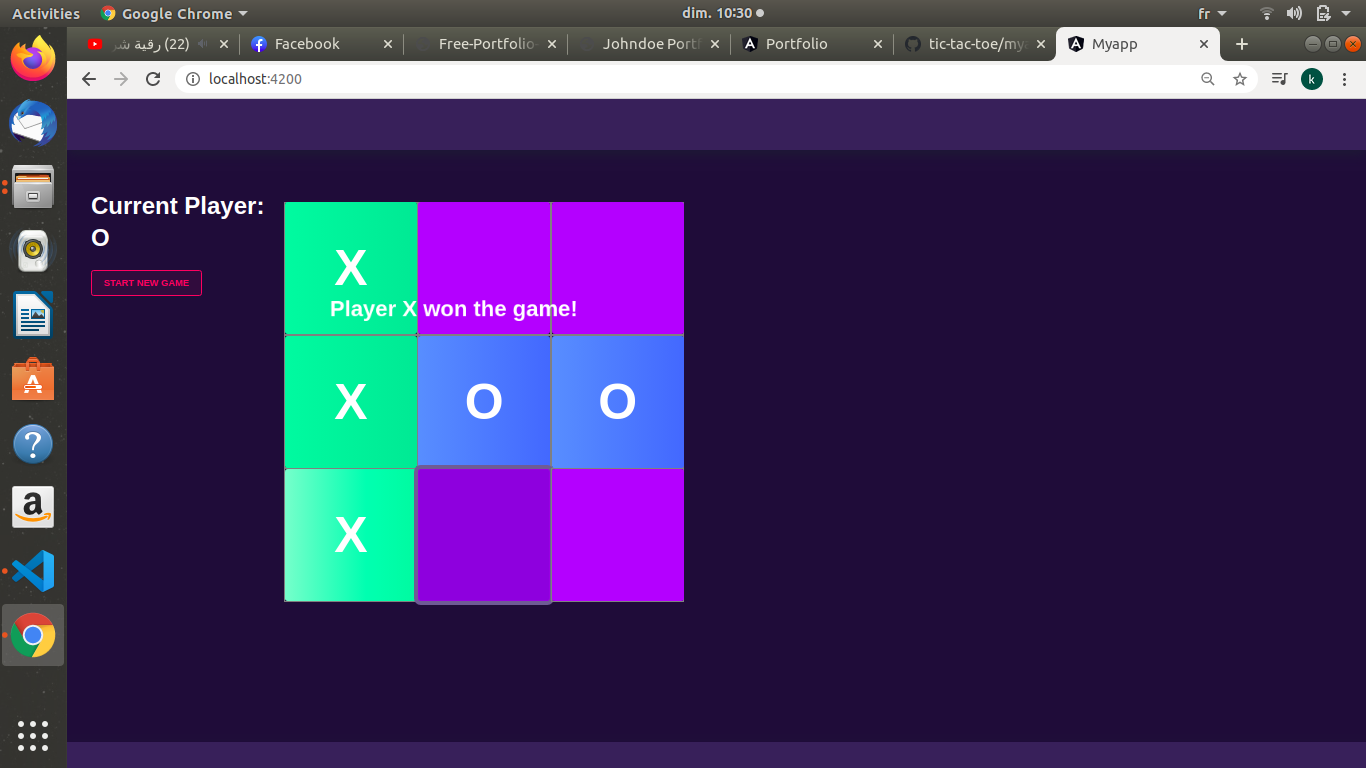 Activities
Google Chrome
dim. 10:30
fr
(22) رقية شر
Facebook
Free-Portfolio-
Johndoe Port
Portfolio
tic-tac-toe/mya
Myapp
localhost:4200
k
Current Player:
O
START NEW GAME
X
Player X won the game!
X O O
X
a